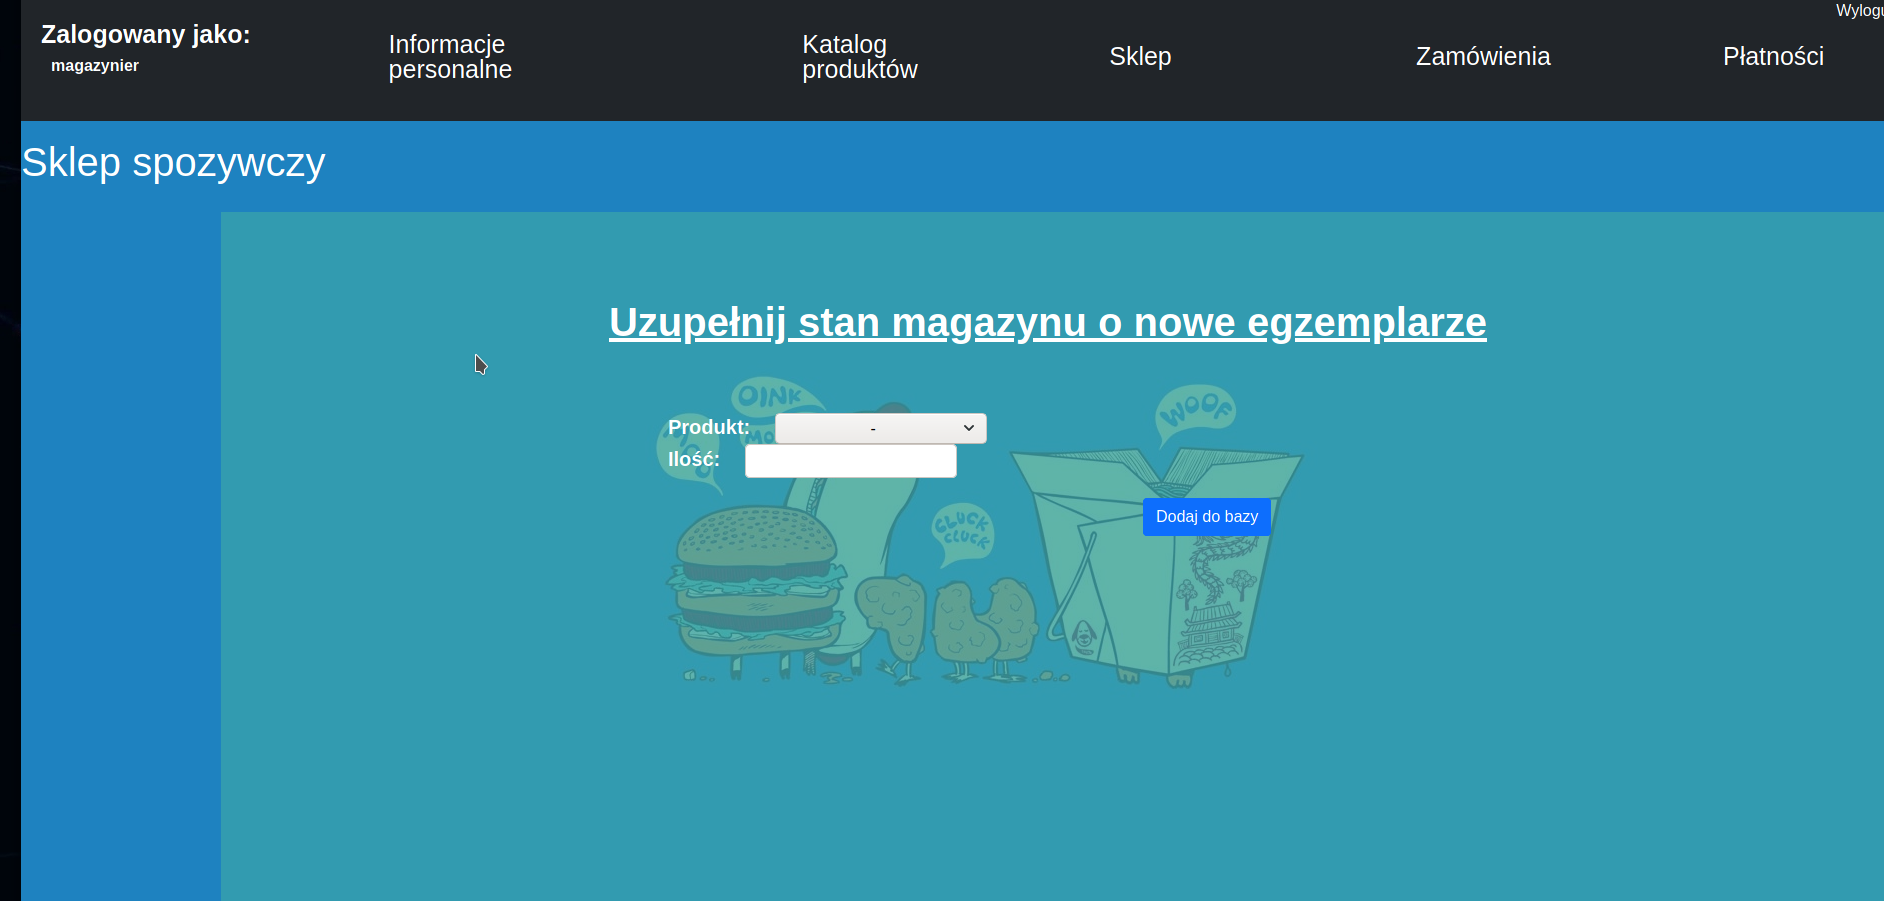 Wylogu
Zalogowany jako:
magazynier
Informacje
personalne
Katalog
produktów
Sklep
Zamówienia
Płatności
Sklep spozywczy
Uzupełnij stan magazynu o nowe egzemplarze
OINK
WOOF
Produkt:
-
Ilość:
CLUCK
CLUCK
Dodaj do bazy